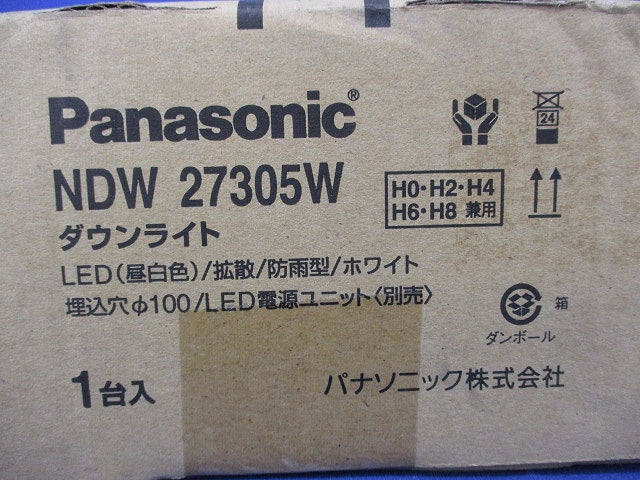 Panasonic®
24
NDW 27305W
H0・H2・H4
H6・H8 兼用
ダウンライト
LED(昼白色)/拡散/防雨型/ホワイト
埋込穴φ100/LED電源ユニット〈別売〉
箱
ダンボール
1台入
パナソニック株式会社